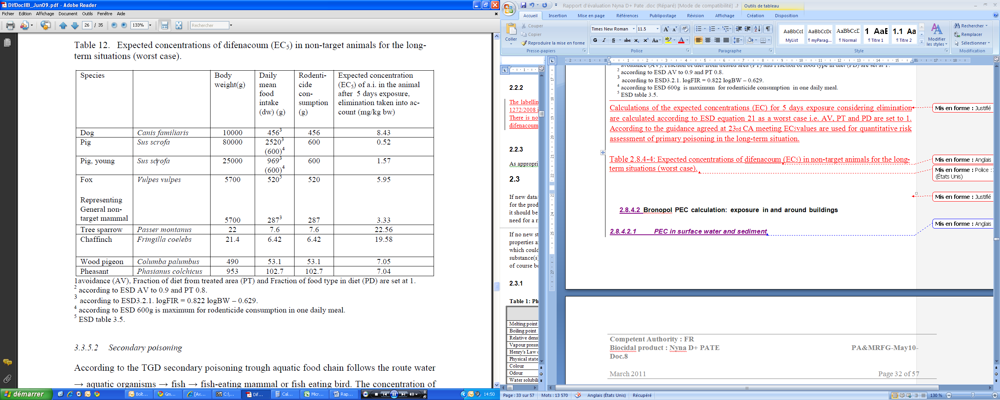 DifDocIIB_Jun09.pdf - Adobe Reader
Fichier Edition Affichage Document Outils Fenêtre Aide
26 / 35 133% Rechercher
Table 12. Expected concentrations of difenacoum (EC5) in non-target animals for the long-
term situations (worst case).
Species Body weight(g) Daily mean food intake (dw) (g) Rodenti-cide con-sumption (g) Expected concentration (EC5) of a.i. in the animal after 5 days exposure, elimination taken into ac-count (mg/kg bw)
Dog Canis familiaris 10000 456³ 456 8.43
Pig Sus scrofa 80000 2520³ 600 0.52
(600)⁴
Pig, young Sus scrofa 25000 969³ 600 1.57
(600)⁴
Fox Vulpes vulpes 5700 520⁵ 520 5.95
Representing
General non-
target mammal 5700 287³ 287 3.33
Tree sparrow Passer montanus 22 7.6 7.6 22.56
Chaffinch Fringilla coelebs 21.4 6.42 6.42 19.58
Wood pigeon Columba palumbus 490 53.1 53.1 7.05
Pheasant Phasianus colchicus 953 102.7 102.7 7.04
1avoidance (AV), Fraction of diet from treated area (PT) and Fraction of food type in diet (PD) are set at 1.
² according to ESD AV to 0.9 and PT 0.8.
³ according to ESD3.2.1. logFIR = 0.822 logBW – 0.629.
⁴ according to ESD 600g is maximum for rodenticide consumption in one daily meal.
⁵ ESD table 3.5.
3.3.5.2 Secondary poisoning
According to the TGD secondary poisoning trough aquatic food chain follows the route water
→ aquatic organisms → fish → fish-eating mammal or fish eating bird. The concentration of
démarrer Boît... Gm... [Ax... C:\... Dif... Cal... Micr... Rap... 14:50
Rapport d'évaluation Nyna D+ Pate .doc (Réparé) [Mode de compatibilité] Outils de tableau
Accueil Insertion Mise en page Références Publipostage Révision Affichage Création Disposition
Coller
Couper
Copier
Reproduire la mise en forme
Presse-papiers
Times New Roman 11.5
G I S abc x₂ x² Aa
Police
Paragraphe
AaBbCcI AaBbCcDc AaBbCcD 1 AaE 1.1 Aa
MyList ¶ myParag... ¶ Normal ¶ Titre 1 ¶ Titre 2
Modifier les styles
Style
Rechercher
Remplacer
Sélectionner
Modification
2.2.2
The labellin
1272/2008 i
There is no
difenacoum
2.2.3
As appropri
2.3
If new data/
for the prod
it should be
need for a r
If no new st
properties a
which could
substance(s)
of course be
2.3.1
Table 1: Ph
Melting point
Boiling point
Relative dens
Vapour pressu
Henry's Law c
Physical state
Colour
Odour
Water solubili
avoidance (AV), Fraction of diet from treated area (PT) and Fraction of food type in diet (PD) are set at 1.
² according to ESD AV to 0.9 and PT 0.8.
³ according to ESD3.2.1. logFIR = 0.822 logBW – 0.629.
⁴ according to ESD 600g is maximum for rodenticide consumption in one daily meal.
⁵ ESD table 3.5.
Calculations of the expected concentrations (EC) for 5 days exposure considering elimination
are calculated according to ESD equation 21 as a worst case i.e. AV, PT and PD are set to 1.
According to the guidance agreed at 23rd CA meeting EC5values are used for quantitative risk
assessment of primary poisoning in the long-term situation.
Table 2.8.4-4: Expected concentrations of difenacoum (EC5) in non-target animals for the long-
term situations (worst case).
2.8.4.2 Bronopol PEC calculation: exposure in and around buildings
2.8.4.2.1 PEC in surface water and sediment
Mis en forme : Justifié
Mis en forme : Anglais
Mis en forme : Police :
(États Unis)
Mis en forme : Justifié
Mis en forme : Anglais
Competent Authority : FR
Biocidal product : Nyna D+ PATE PA&MRFG-May10-
Doc.8
March 2011 Page 32 of 57
Page : 33 sur 57 Mots : 13 570 Anglais (États Unis) Récupéré 130 %